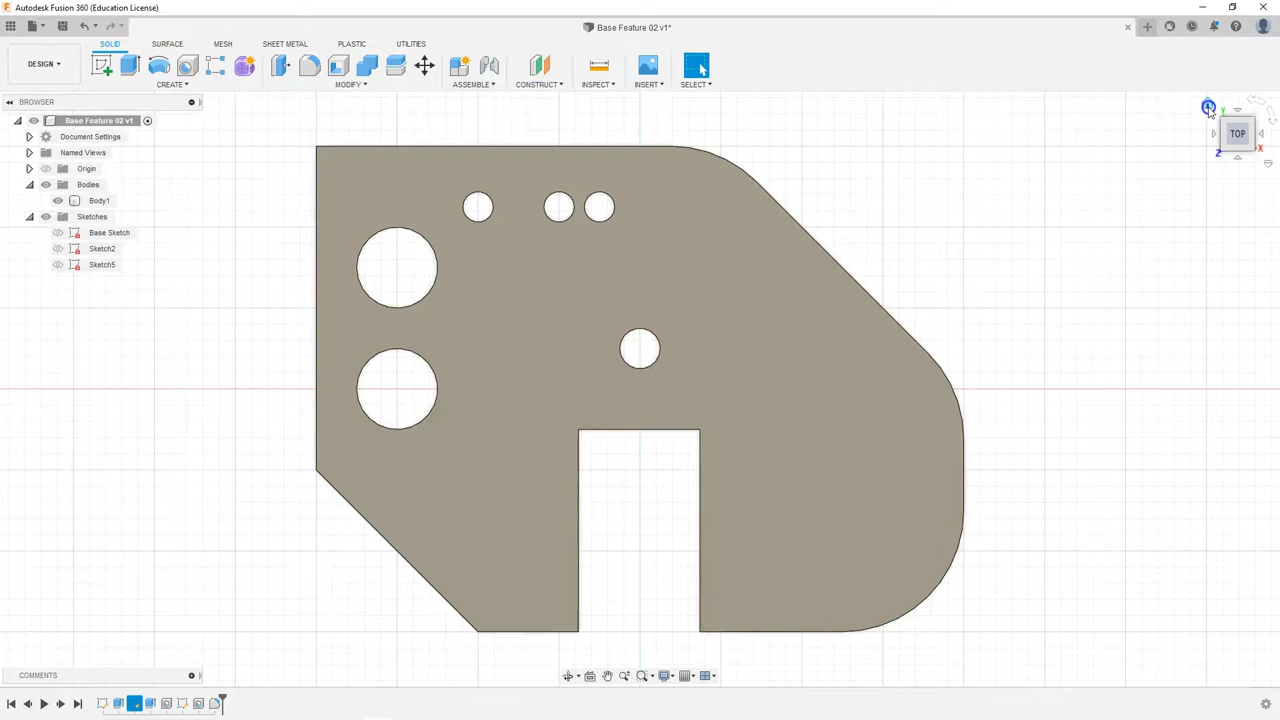 Autodesk Fusion 360 (Education License)
Base Feature 02 v1*
SOLID SURFACE MESH SHEET METAL PLASTIC UTILITIES
DESIGN
CREATE MODIFY ASSEMBLE CONSTRUCT INSPECT INSERT SELECT
BROWSER
Base Feature 02 v1
Document Settings
Named Views
Origin
Bodies
Body1
Sketches
Base Sketch
Sketch2
Sketch5
Y
TOP
X
Z
COMMENTS